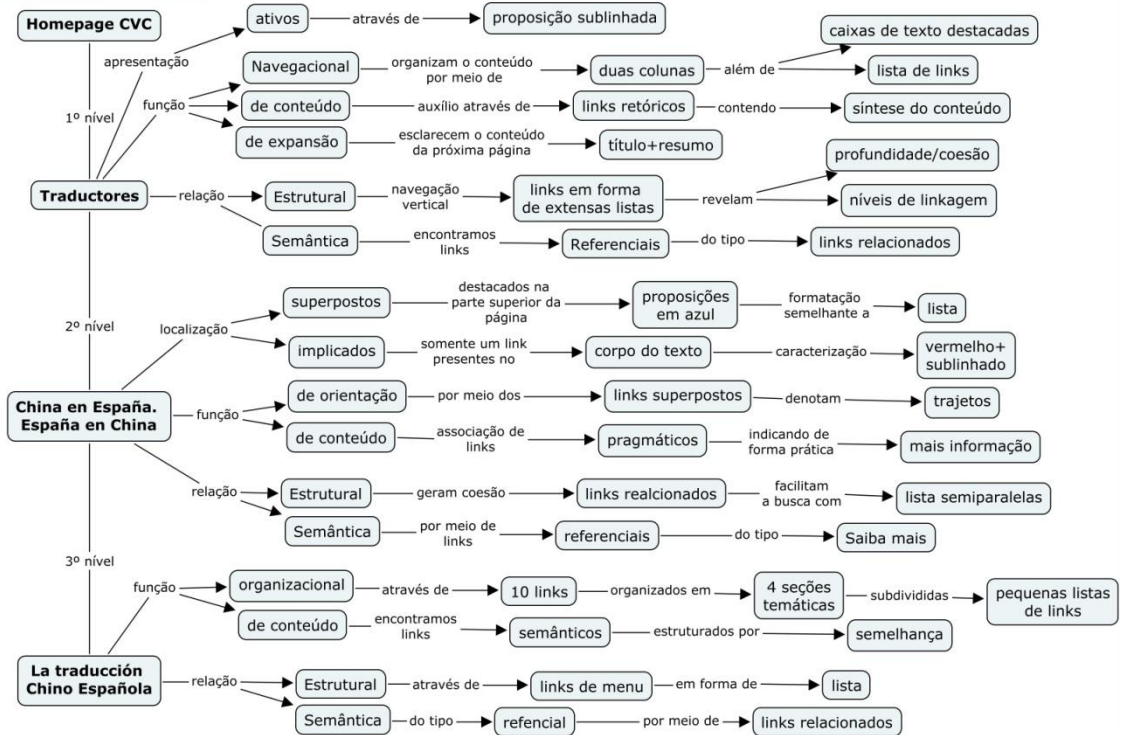 Homepage CVC
1º nível
apresentação
ativos
através de
proposição sublinhada
função
Navegacional
organizam o conteúdo
por meio de
duas colunas
além de
caixas de texto destacadas
lista de links
de conteúdo
auxílio através de
links retóricos
contendo
síntese do conteúdo
de expansão
esclarecem o conteúdo
da próxima página
título+resumo
Traductores
relação
Estrutural
navegação
vertical
links em forma
de extensas listas
revelam
profundidade/coesão
níveis de linkagem
Semântica
encontramos
links
Referenciais
do tipo
links relacionados
2º nível
localização
superpostos
destacados na
parte superior da
página
proposições
em azul
formatação
semelhante a
lista
implicados
somente um link
presentes no
corpo do texto
caracterização
vermelho+
sublinhado
China en España.
España en China
função
de orientação
por meio dos
links superpostos
denotam
trajetos
de conteúdo
associação de
links
pragmáticos
indicando de
forma prática
mais informação
relação
Estrutural
geram coesão
links realcionados
facilitam
a busca com
lista semiparalelas
Semântica
por meio de
links
referenciais
do tipo
Saiba mais
3º nível
função
organizacional
através de
10 links
organizados em
4 seções
temáticas
subdivididas
pequenas listas
de links
de conteúdo
encontramos
links
semânticos
estruturados por
semelhança
La traducción
Chino Española
relação
Estrutural
através de
links de menu
em forma de
lista
Semântica
do tipo
refencial
por meio de
links relacionados